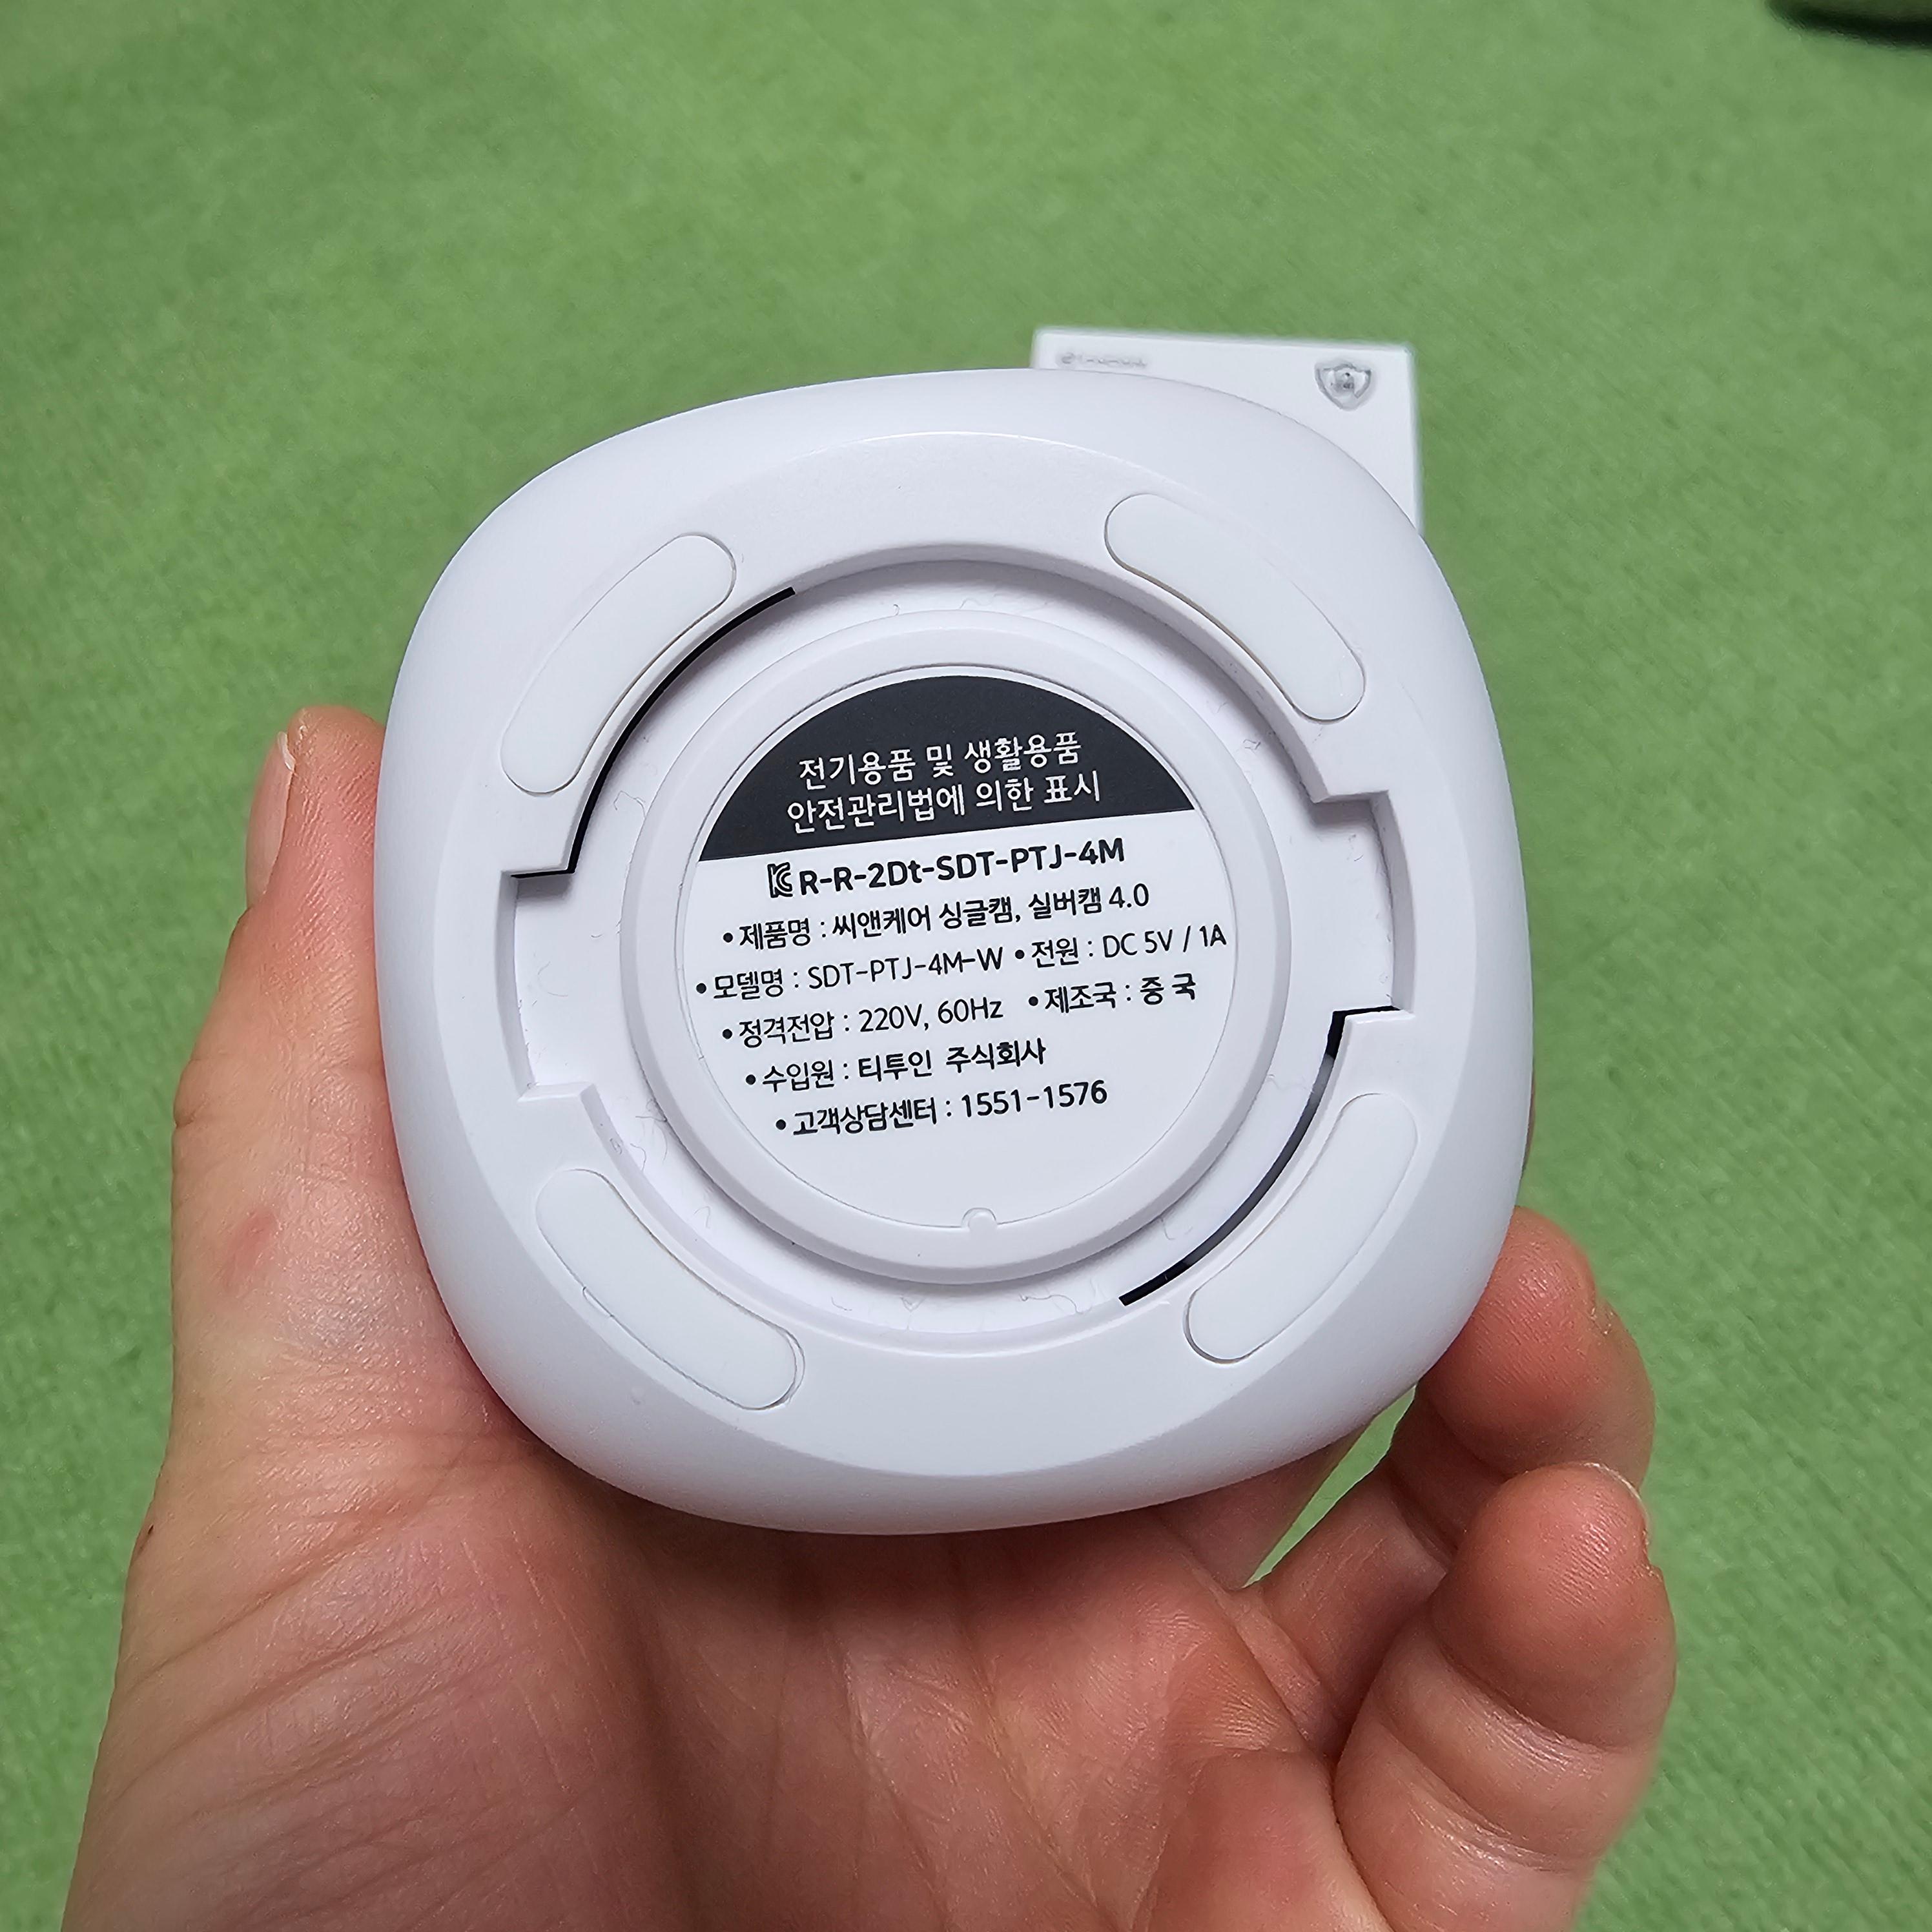 전기용품 및 생활용품
안전관리법에 의한 표시
R-R-2Dt-SDT-PTJ-4M
• 제품명 : 씨앤케어 싱글캠, 실버캠 4.0
• 모델명 : SDT-PTJ-4M-W • 전원 : DC 5V / 1A
• 정격전압 : 220V, 60Hz • 제조국 : 중 국
• 수입원 : 티투인 주식회사
• 고객상담센터 : 1551-1576